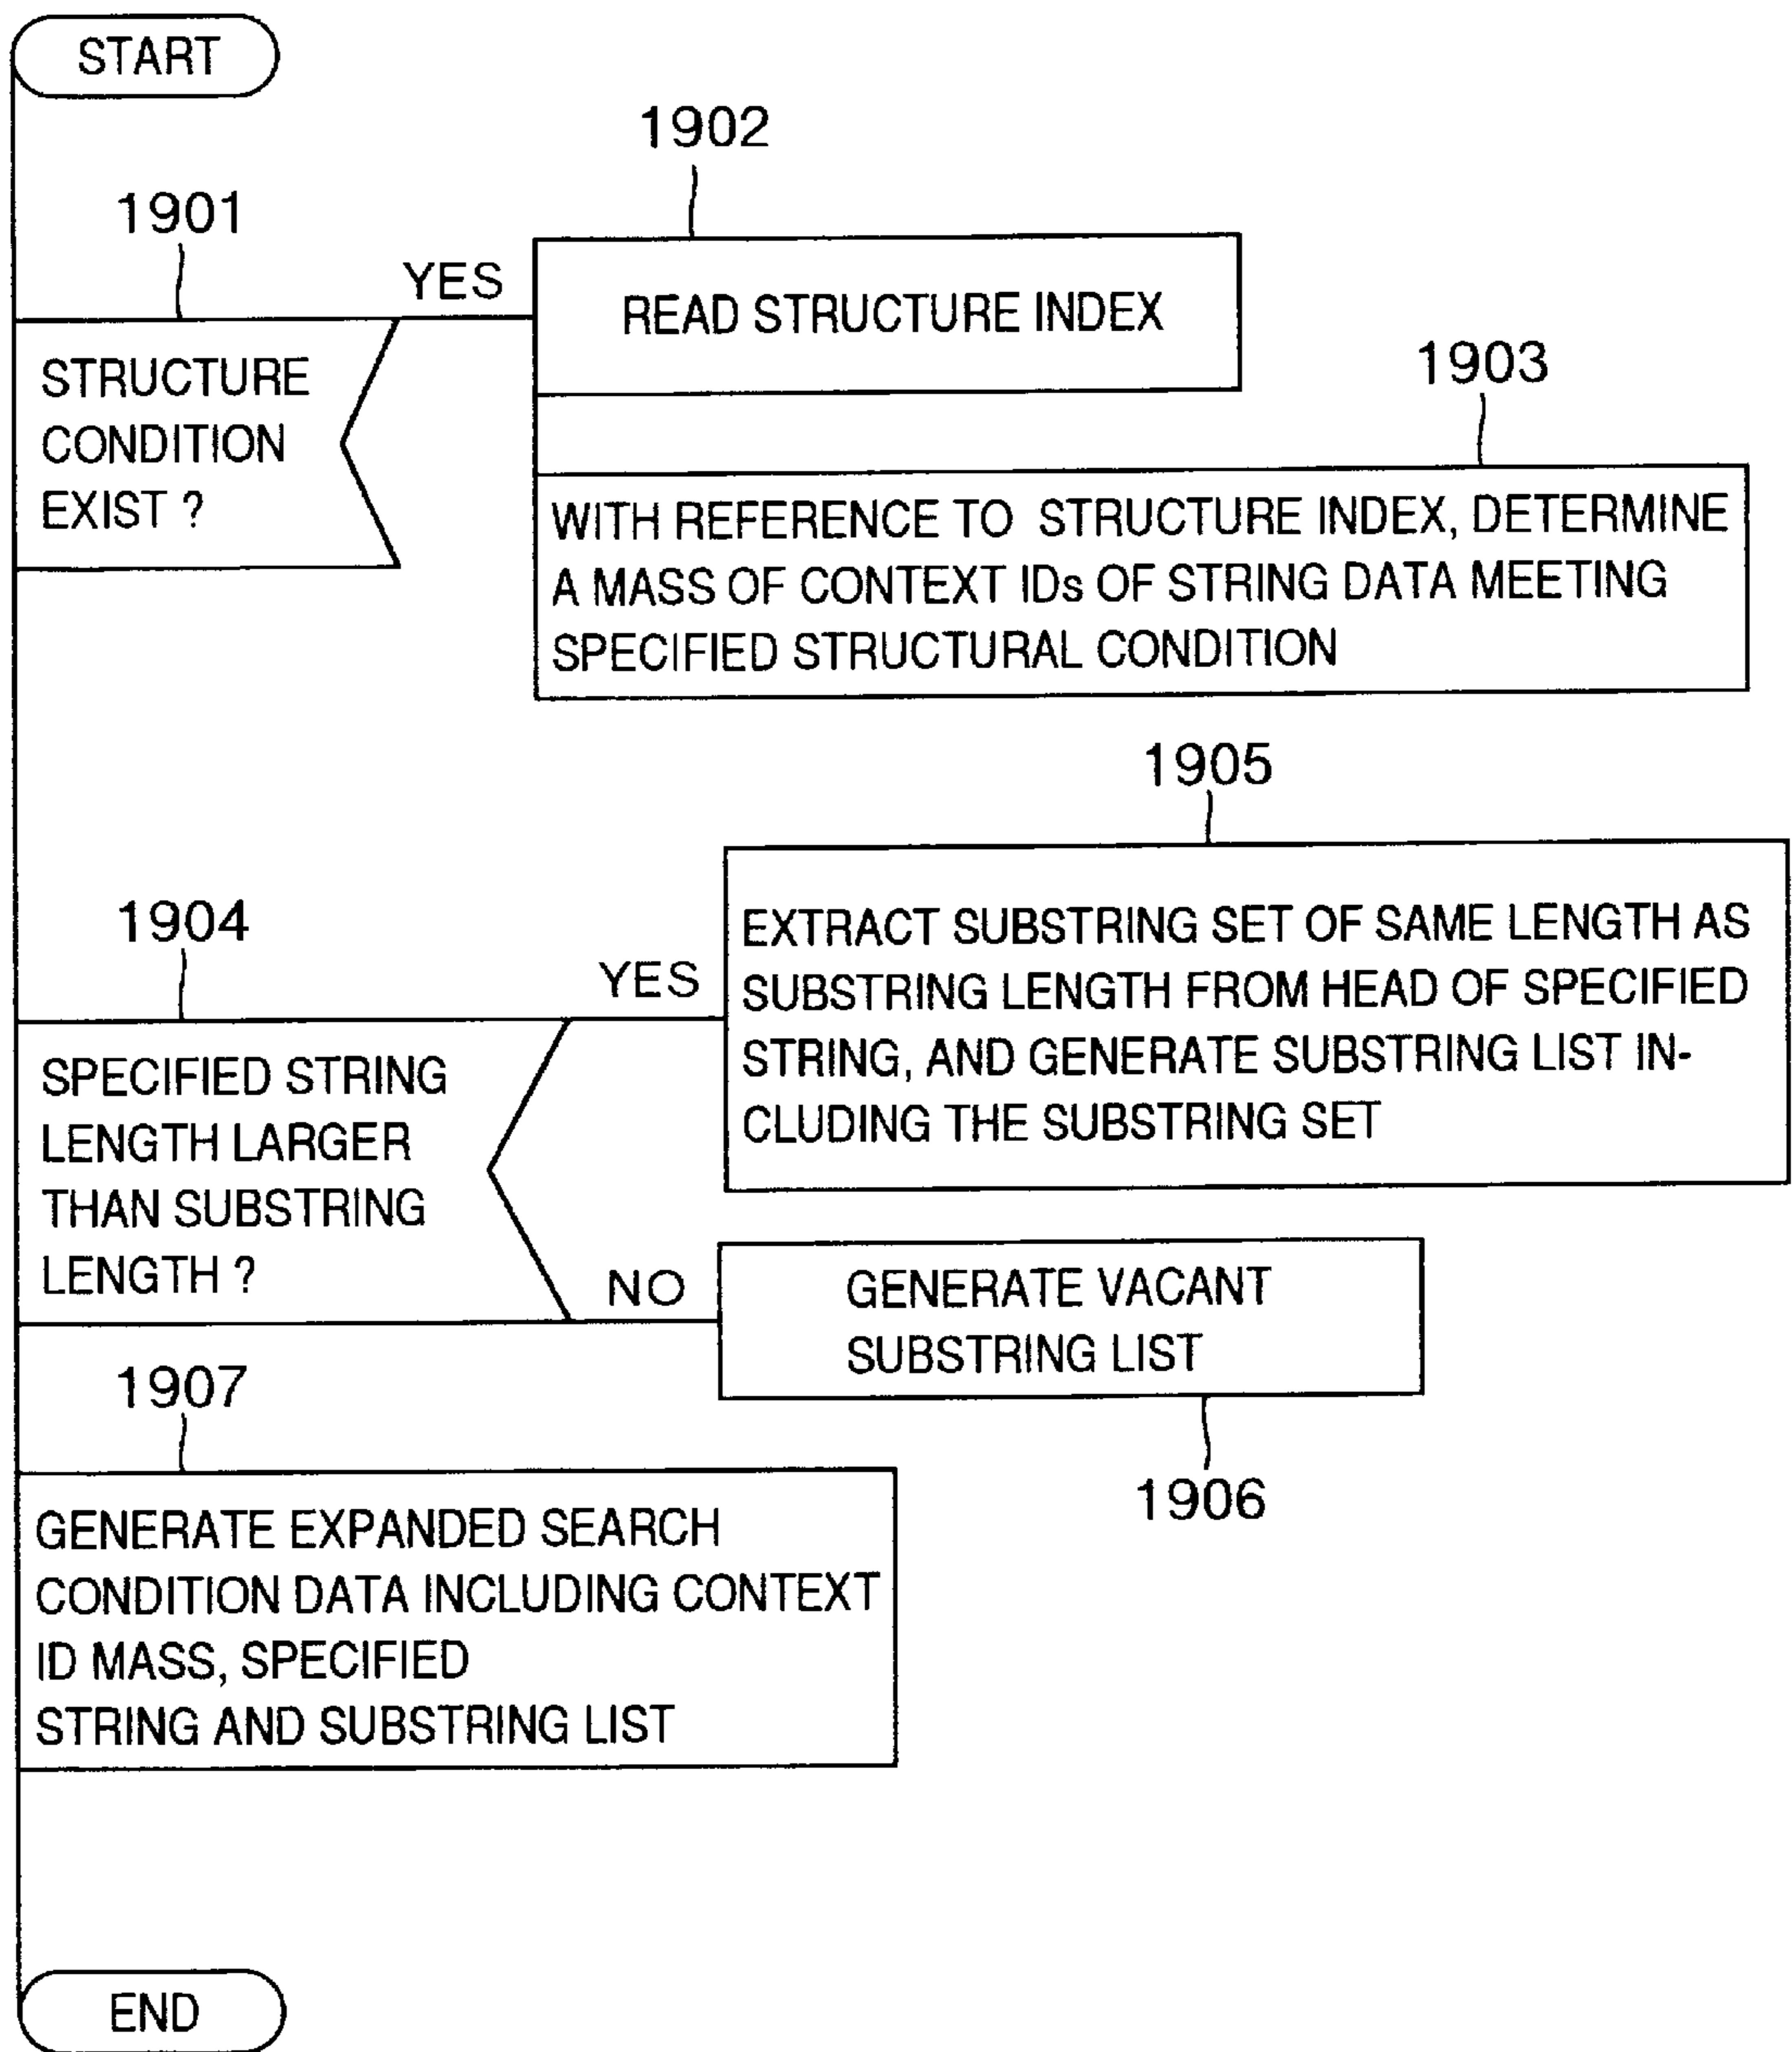 START
1901
YES
1902
READ STRUCTURE INDEX
STRUCTURE
CONDITION
EXIST ?
1903
WITH REFERENCE TO STRUCTURE INDEX, DETERMINE
A MASS OF CONTEXT IDs OF STRING DATA MEETING
SPECIFIED STRUCTURAL CONDITION
1904
YES
1905
EXTRACT SUBSTRING SET OF SAME LENGTH AS
SUBSTRING LENGTH FROM HEAD OF SPECIFIED
STRING, AND GENERATE SUBSTRING LIST IN-
CLUDING THE SUBSTRING SET
SPECIFIED STRING
LENGTH LARGER
THAN SUBSTRING
LENGTH ?
NO
GENERATE VACANT
SUBSTRING LIST
1906
1907
GENERATE EXPANDED SEARCH
CONDITION DATA INCLUDING CONTEXT
ID MASS, SPECIFIED
STRING AND SUBSTRING LIST
END